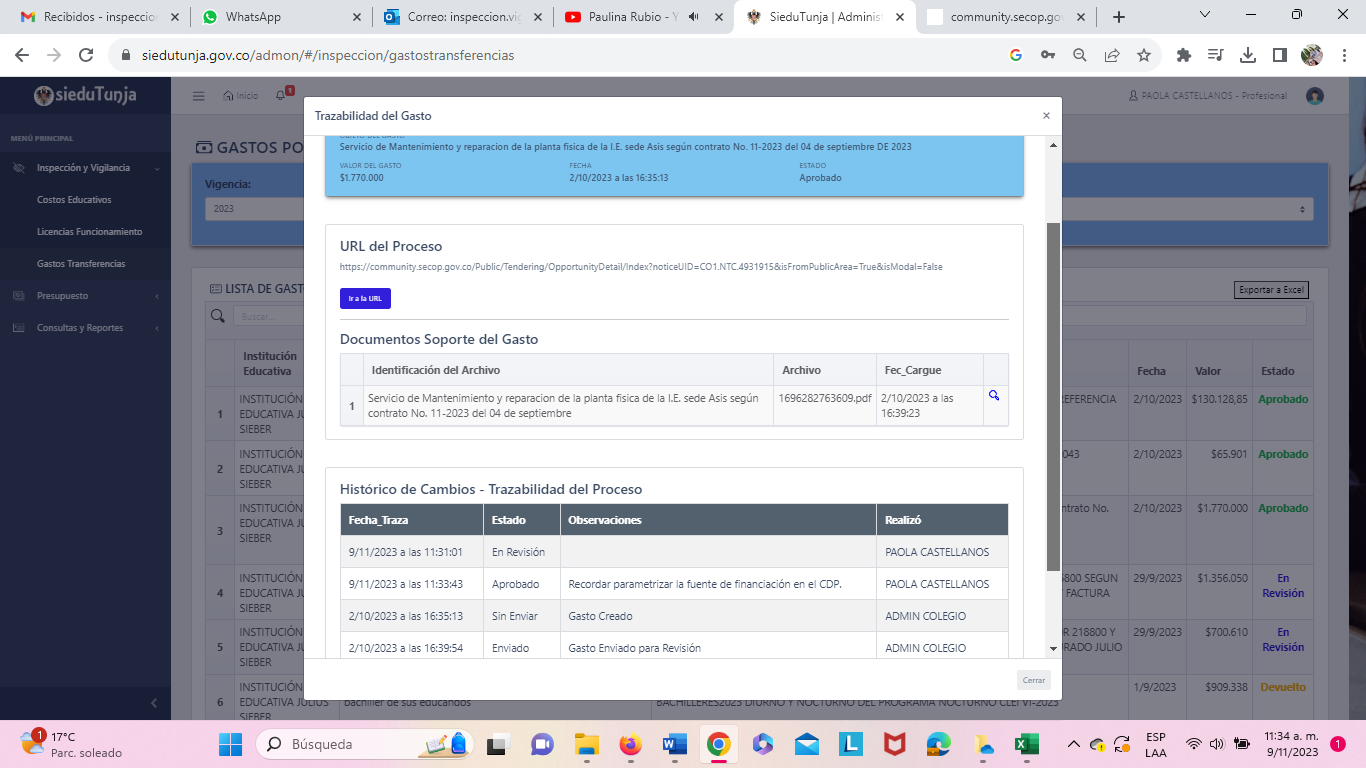 Recibidos - inspeccion
WhatsApp
Correo: inspeccion.vig
Paulina Rubio - Y
SieduTunja | Administ
community.secop.gov
siedutunja.gov.co/admon/#/inspeccion/gastostransferencias
sieduTunja
Inicio
1
PAOLA CASTELLANOS - Profesional
MENÚ PRINCIPAL
Inspección y Vigilancia
Costos Educativos
Licencias Funcionamiento
Gastos Transferencias
Presupuesto
Consultas y Reportes
GASTOS PO
Vigencia:
2023
LISTA DE GAST
Exportar a Excel
Buscar...
Institución Educativa
Fecha
Valor
Estado
1
INSTITUCIÓN
EDUCATIVA JU
SIEBER
EFERENCIA
2/10/2023
$130.128,85
Aprobado
2
INSTITUCIÓN
EDUCATIVA JU
SIEBER
043
2/10/2023
$65.901
Aprobado
3
INSTITUCIÓN
EDUCATIVA JU
SIEBER
ntrato No.
2/10/2023
$1.770.000
Aprobado
4
INSTITUCIÓN
EDUCATIVA JU
SIEBER
5800 SEGUN
FACTURA
29/9/2023
$1.356.050
En
Revisión
5
INSTITUCIÓN
EDUCATIVA JU
SIEBER
R 218800 Y
RADO JULIO
29/9/2023
$700.610
En
Revisión
6
INSTITUCIÓN
EDUCATIVA JULIUS
SIEBER
bachiller de sus educandos
BACHILLERES2023 DIURNO Y NOCTURNO DEL PROGRAMA NOCTURNO CLEI VI-2023
1/9/2023
$909.338
Devuelto
Trazabilidad del Gasto
Servicio de Mantenimiento y reparacion de la planta fisica de la I.E. sede Asis según contrato No. 11-2023 del 04 de septiembre DE 2023
VALOR DEL GASTO
FECHA
ESTADO
$1.770.000
2/10/2023 a las 16:35:13
Aprobado
URL del Proceso
https://community.secop.gov.co/Public/Tendering/OpportunityDetail/Index?noticeUID=CO1.NTC.4931915&isFromPublicArea=True&isModal=False
Ir a la URL
Documentos Soporte del Gasto
Identificación del Archivo
Archivo
Fec_Cargue
1
Servicio de Mantenimiento y reparacion de la planta fisica de la I.E. sede Asis según
contrato No. 11-2023 del 04 de septiembre
1696282763609.pdf
2/10/2023 a las
16:39:23
Histórico de Cambios - Trazabilidad del Proceso
Fecha_Traza
Estado
Observaciones
Realizó
9/11/2023 a las 11:31:01
En Revisión
PAOLA CASTELLANOS
9/11/2023 a las 11:33:43
Aprobado
Recordar parametrizar la fuente de financiación en el CDP.
PAOLA CASTELLANOS
2/10/2023 a las 16:35:13
Sin Enviar
Gasto Creado
ADMIN COLEGIO
2/10/2023 a las 16:39:54
Enviado
Gasto Enviado para Revisión
ADMIN COLEGIO
Cerrar
1
17°C
Parc. soleado
Búsqueda
ESP
LAA
11:34 a. m.
9/11/2023
1